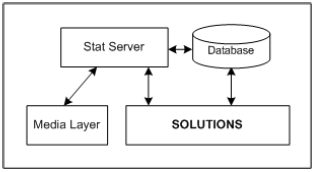 Stat Server
Database
Media Layer
SOLUTIONS